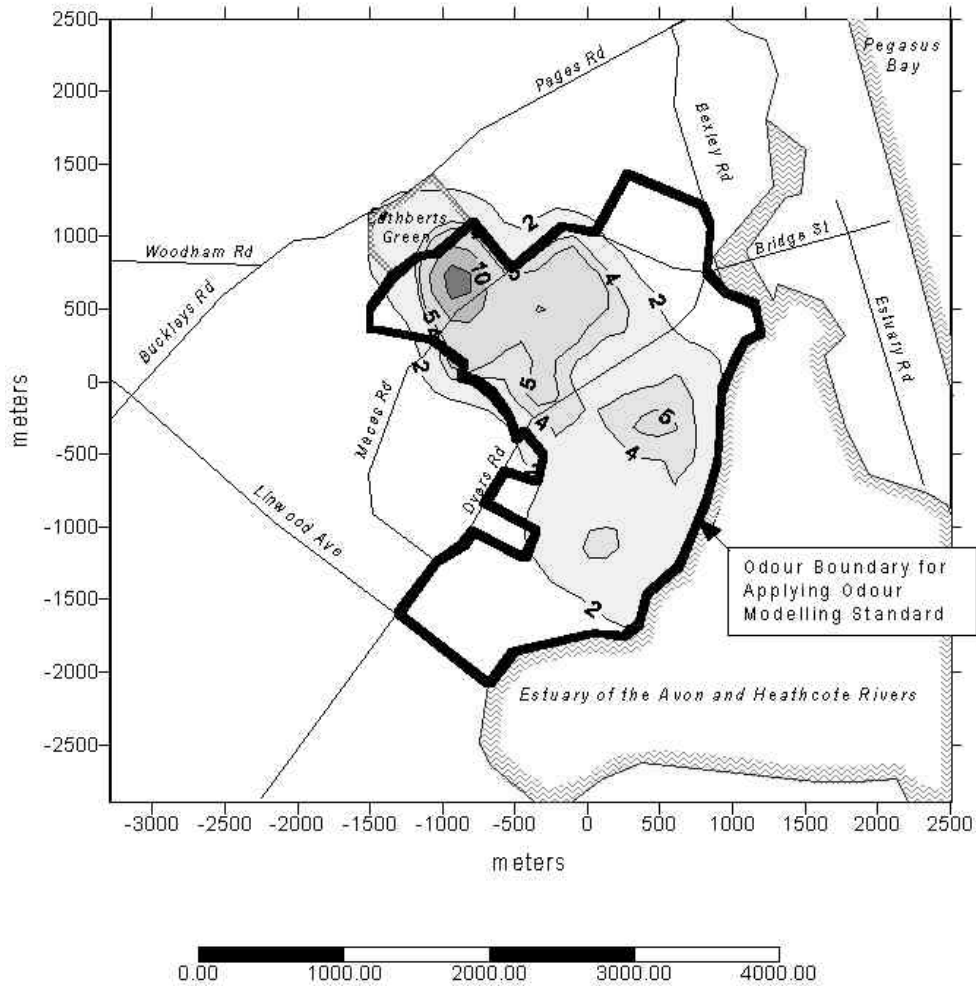 2500
2000
1500
1000
500
0
-500
-1000
-1500
-2000
-2500
meters
Pegasus
Bay
Pages Rd
Bexley Rd
Bridge St
Estuary Rd
Green
Woodham Rd
Buckleys Rd
Maces Rd
Dyers Rd
Linwood Ave
2
10
4
2
5
2
5
4
5
4
2
Odour Boundary for
Applying Odour
Modelling Standard
Estuary of the Avon and Heathcote Rivers
-3000 -2500 -2000 -1500 -1000 -500 0 500 1000 1500 2000 2500
meters
0.00 1000.00 2000.00 3000.00 4000.00